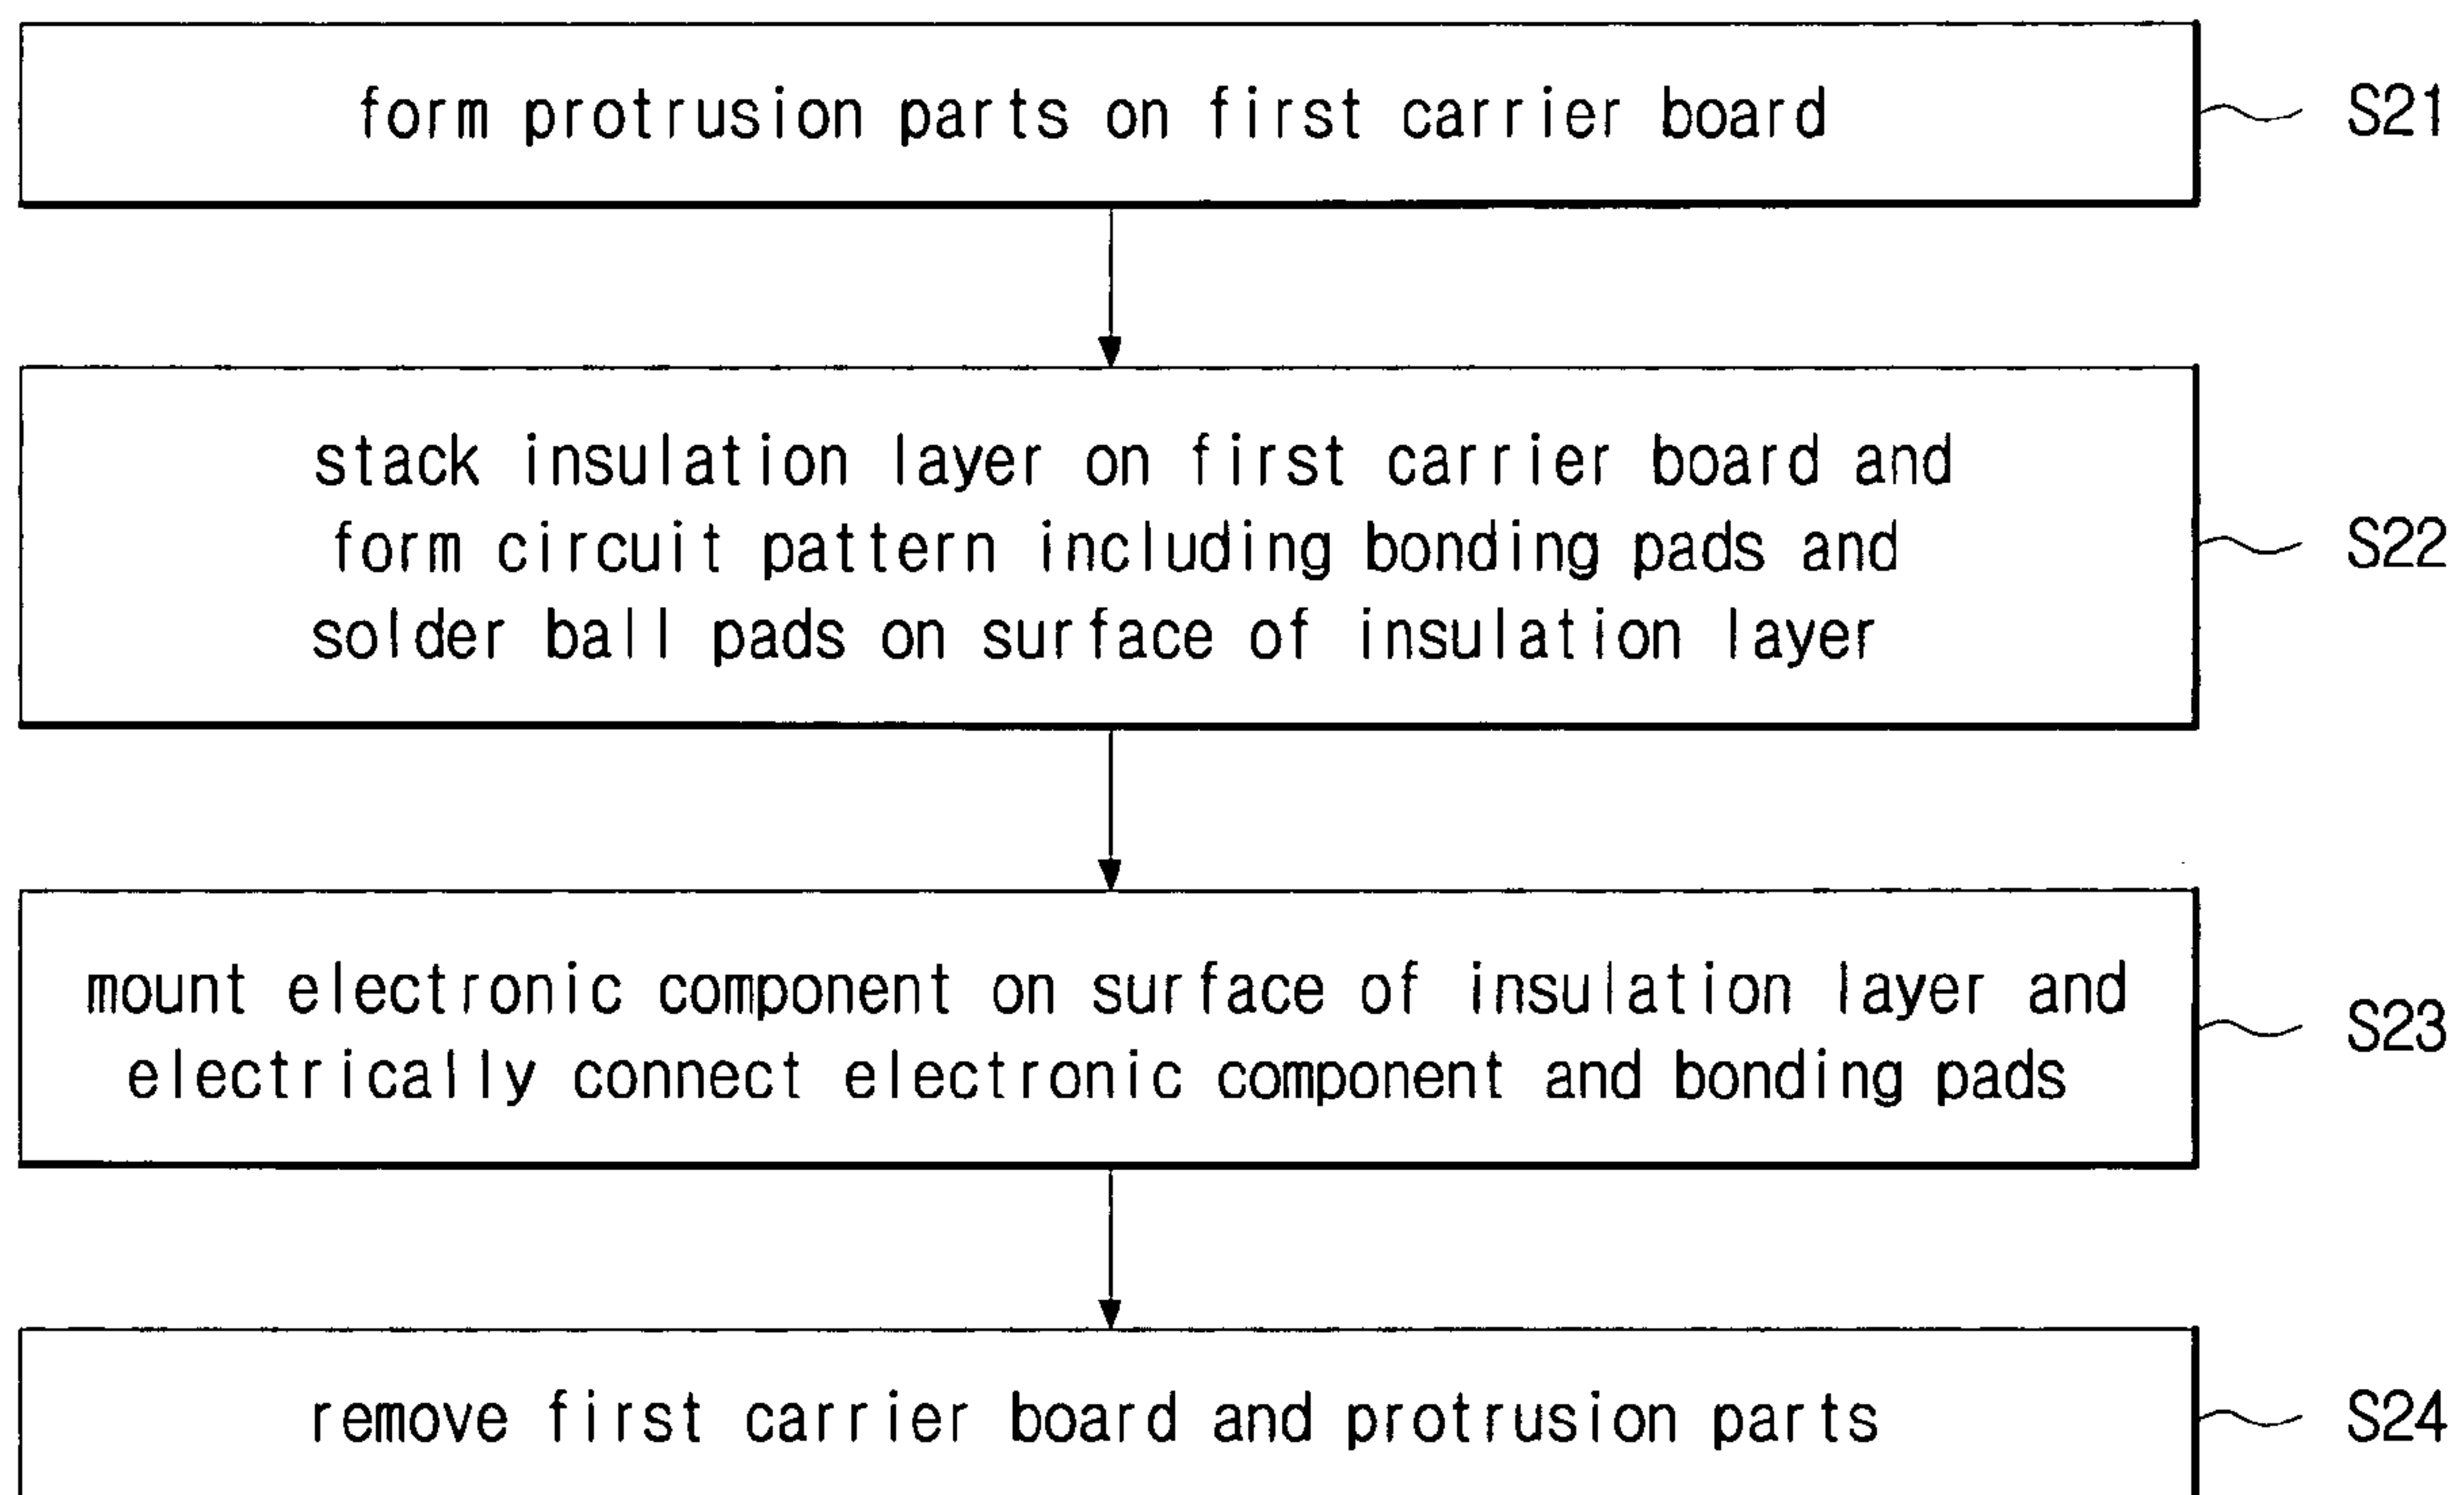 form protrusion parts on first carrier board
S21
stack insulation layer on first carrier board and
form circuit pattern including bonding pads and
solder ball pads on surface of insulation layer
S22
mount electronic component on surface of insulation layer and
electrically connect electronic component and bonding pads
S23
remove first carrier board and protrusion parts
S24